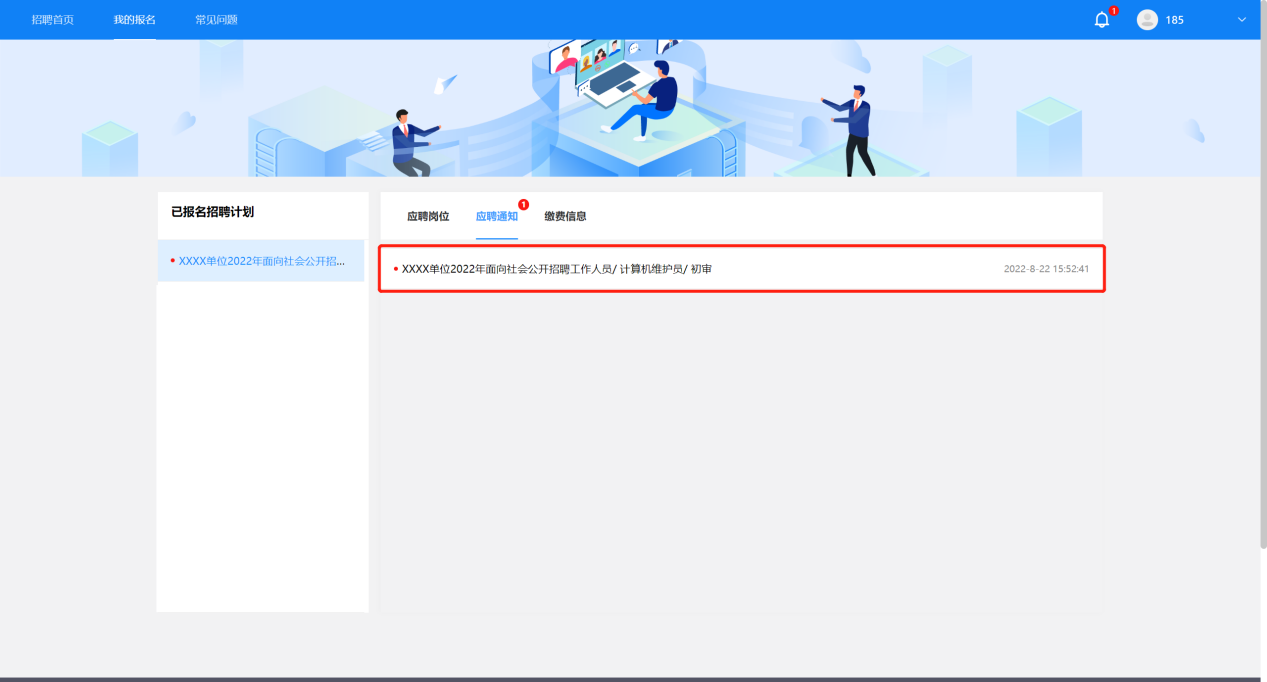 招聘首页 我的报名 常见问题 1 185
已报名招聘计划
应聘岗位 应聘通知 1 缴费信息
XXXX单位2022年面向社会公开招...
XXXX单位2022年面向社会公开招聘工作人员/ 计算机维护员/ 初审 2022-8-22 15:52:41